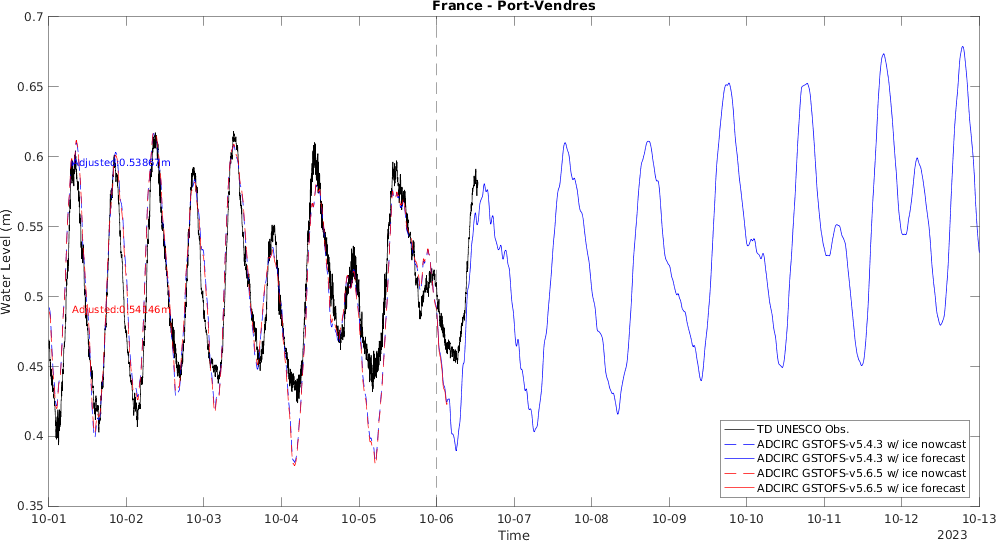 France - Port-Vendres
0.7
0.65
0.6
0.55
0.5
0.45
0.4
0.35
Water Level (m)
Adjusted:0.53867m
Adjusted:0.54146m
TD UNESCO Obs.
ADCIRC GSTOFS-v5.4.3 w/ ice nowcast
ADCIRC GSTOFS-v5.4.3 w/ ice forecast
ADCIRC GSTOFS-v5.6.5 w/ ice nowcast
ADCIRC GSTOFS-v5.6.5 w/ ice forecast
10-01 10-02 10-03 10-04 10-05 10-06 10-07 10-08 10-09 10-10 10-11 10-12 10-13
Time
2023